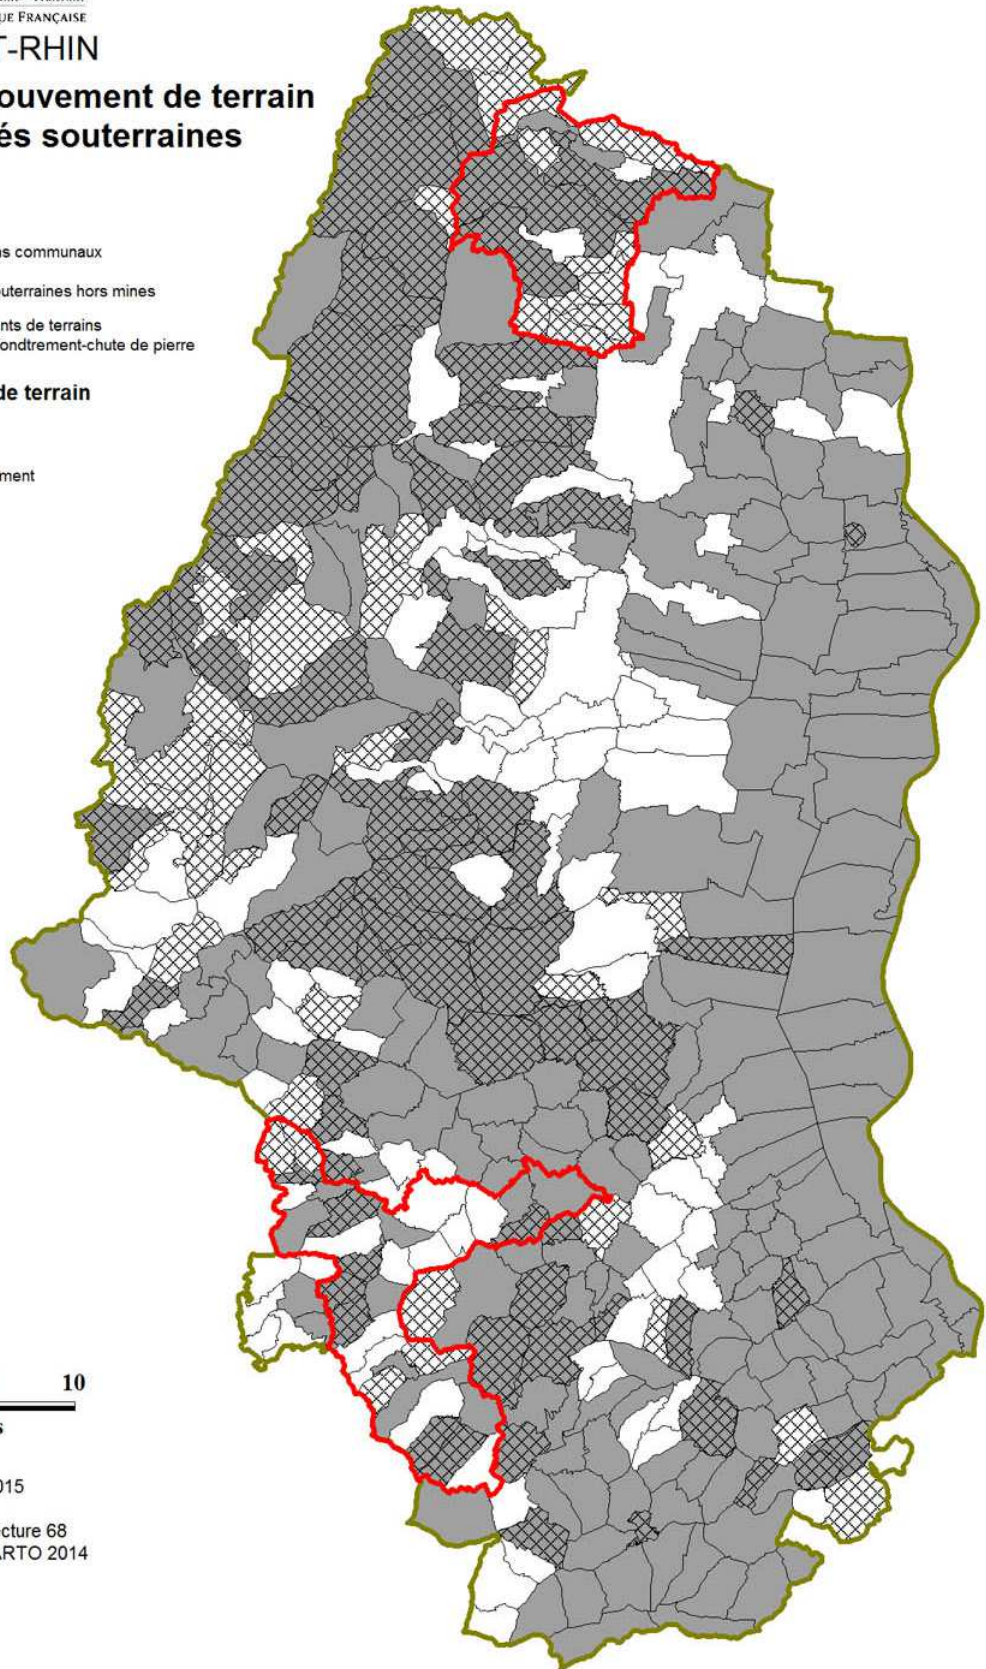 UE FRANÇAISE
T-RHIN
ouvement de terrain
és souterraines
s communaux
uterraines hors mines
nts de terrains
ondtrement-chute de pierre
de terrain
ment
10
s
015
cture 68
ARTO 2014